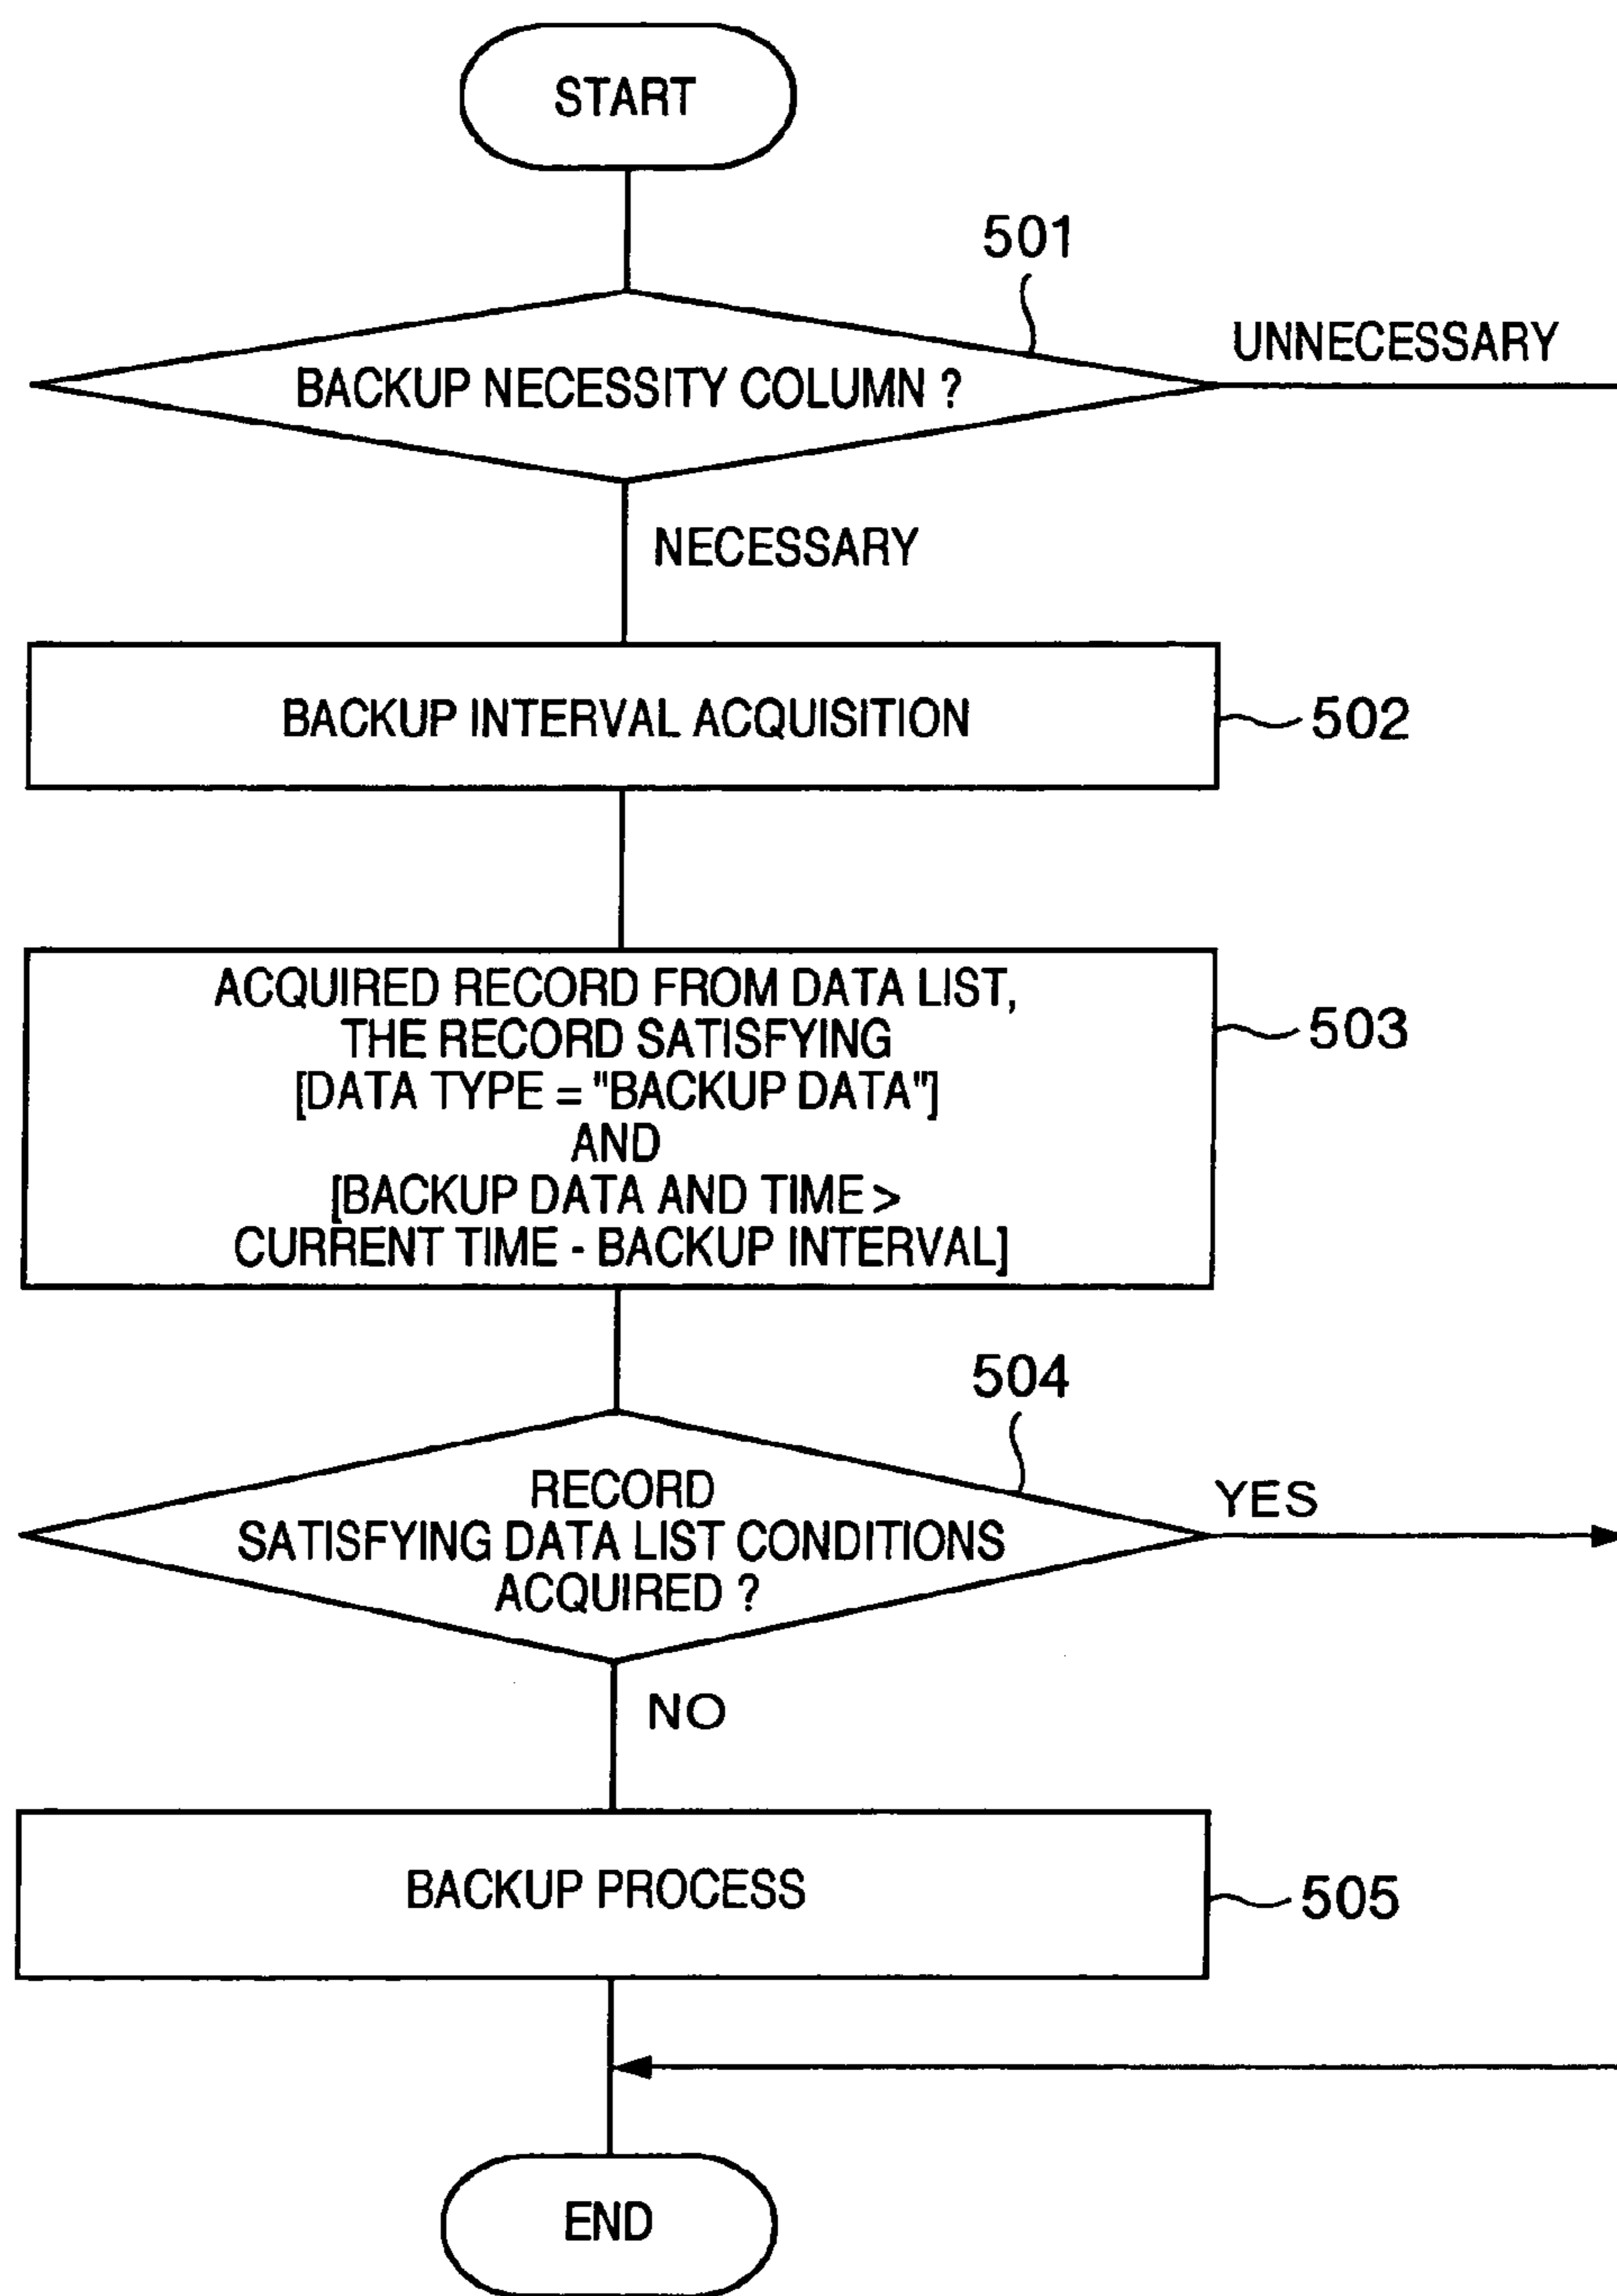 START
501
UNNECESSARY
BACKUP NECESSITY COLUMN ?
NECESSARY
BACKUP INTERVAL ACQUISITION
502
ACQUIRED RECORD FROM DATA LIST,
THE RECORD SATISFYING
[DATA TYPE = "BACKUP DATA"]
AND
[BACKUP DATA AND TIME >
CURRENT TIME - BACKUP INTERVAL]
503
504
RECORD
SATISFYING DATA LIST CONDITIONS
ACQUIRED ?
YES
NO
BACKUP PROCESS
505
END